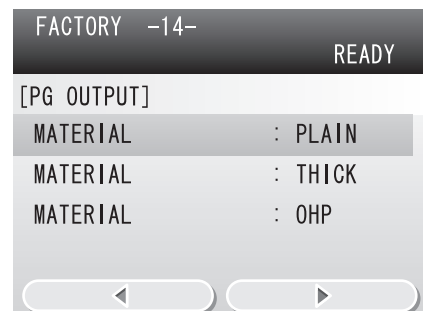 FACTORY -14-
READY
[PG OUTPUT]
MATERIAL : PLAIN
MATERIAL : THICK
MATERIAL : OHP